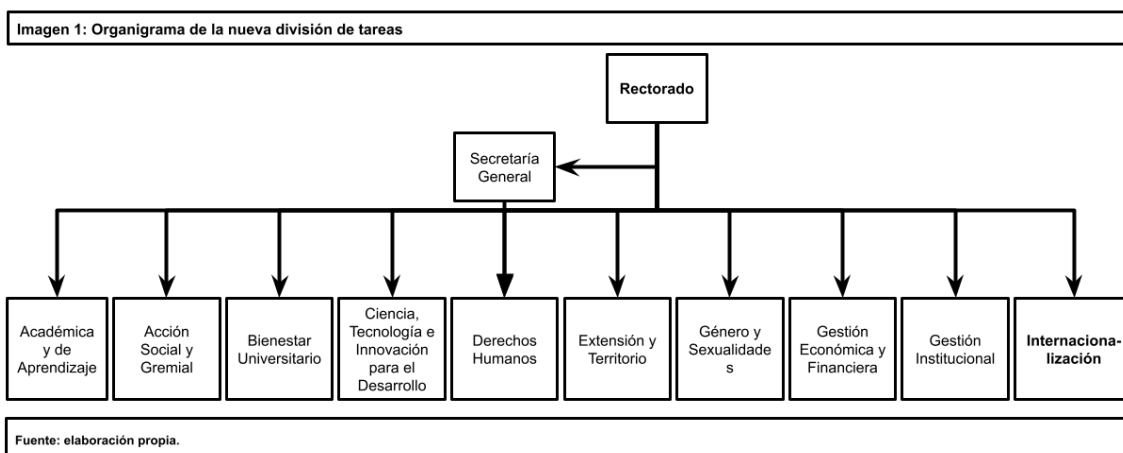 Imagen 1: Organigrama de la nueva división de tareas
Rectorado
Secretaría
General
Académica
y de
Aprendizaje
Acción
Social y
Gremial
Bienestar
Universitario
Ciencia,
Tecnología e
Innovación
para el
Desarrollo
Derechos
Humanos
Extensión y
Territorio
Género y
Sexualidade
s
Gestión
Económica y
Financiera
Gestión
Institucional
Internaciona-
lización
Fuente: elaboración propia.